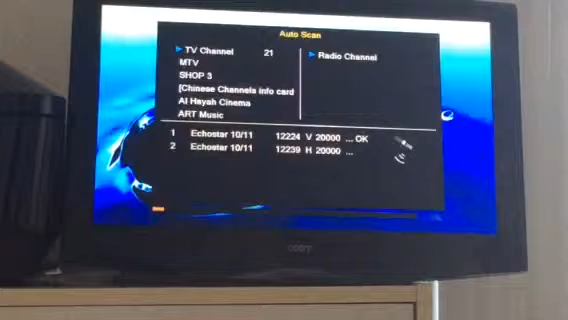 Auto Scan
TV Channel 21
Radio Channel
MTV
SHOP 3
[Chinese Channels info card
Al Hayah Cinema
ART Music
1 Echostar 10/11 12224 V 20000 ... OK
2 Echostar 10/11 12239 H 20000 ...
COBY